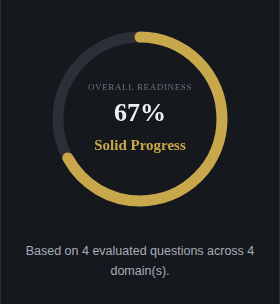 OVERALL READINESS
67%
Solid Progress
Based on 4 evaluated questions across 4
domain(s).